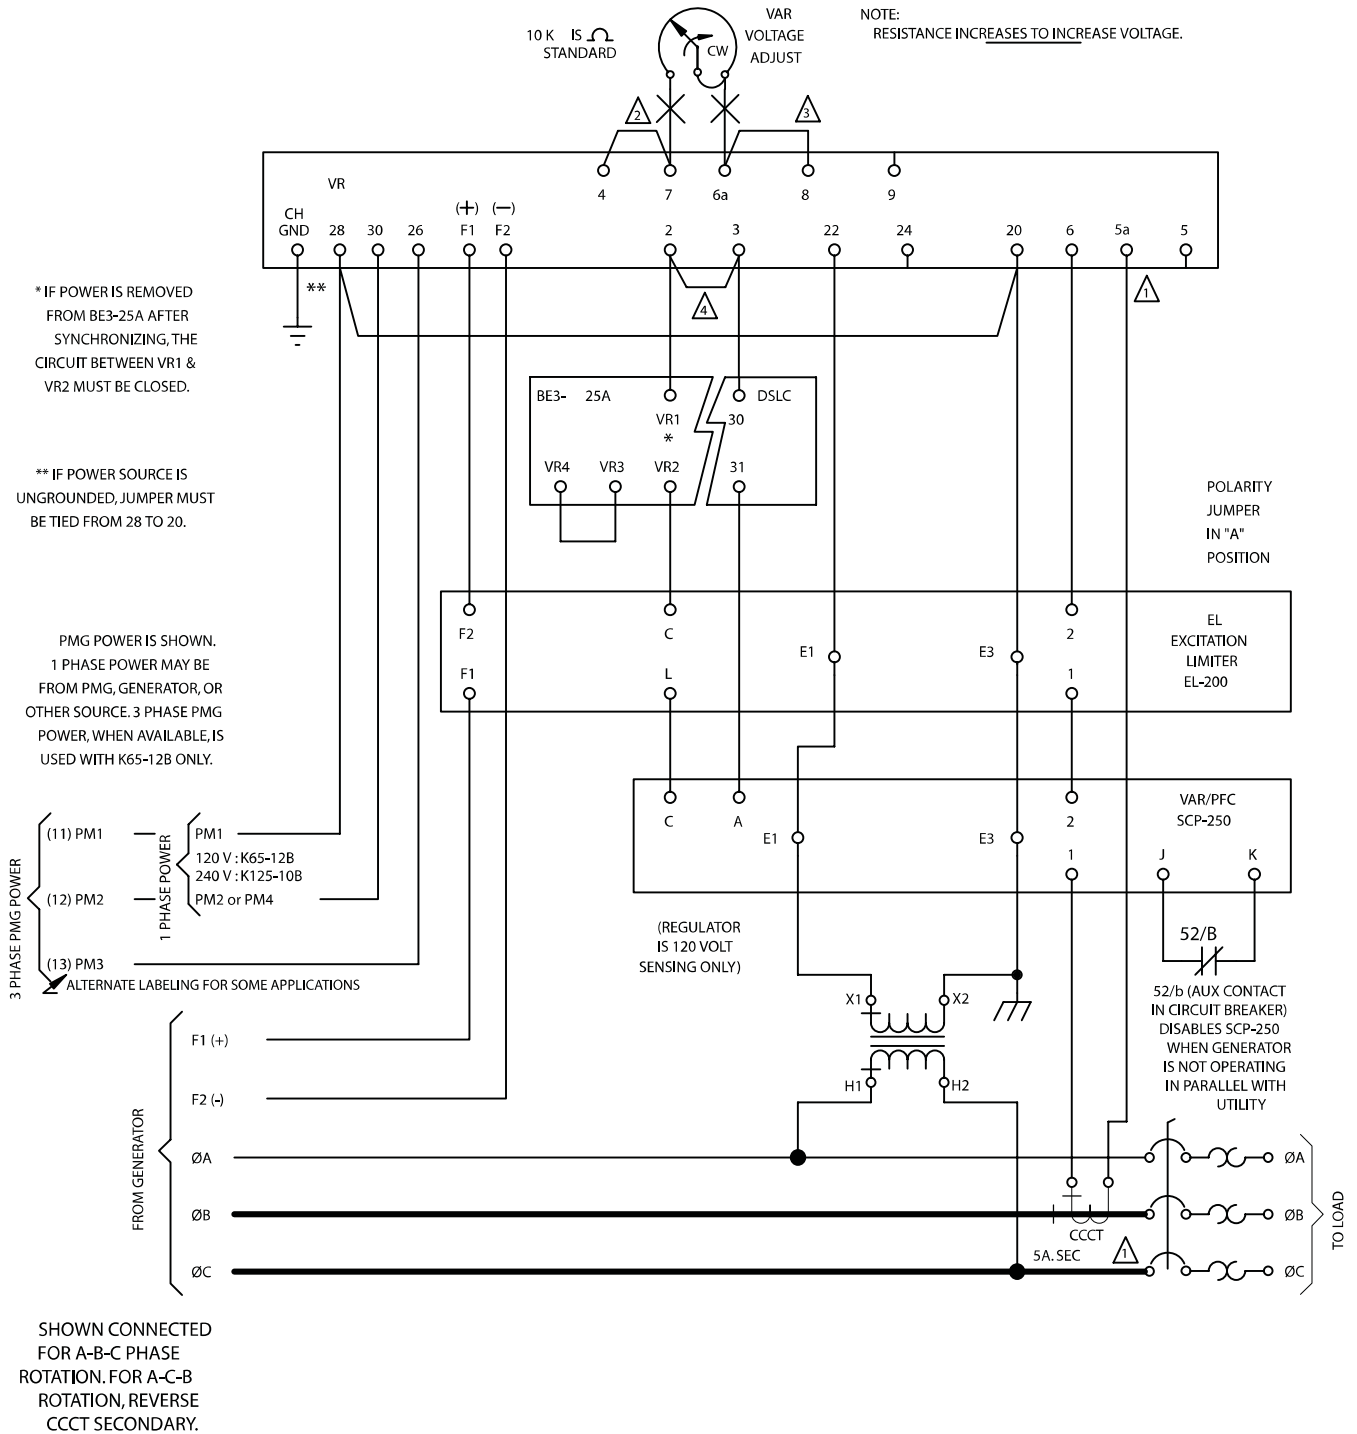 10 K IS Ω
STANDARD
VAR
VOLTAGE
ADJUST
CW
NOTE:
RESISTANCE INCREASES TO INCREASE VOLTAGE.
2
3
VR
4
7
6a
8
9
CH
GND
28
30
26
(+)
F1
(—)
F2
2
3
22
24
20
6
5a
5
**
4
1
* IF POWER IS REMOVED
FROM BE3-25A AFTER
SYNCHRONIZING, THE
CIRCUIT BETWEEN VR1 &
VR2 MUST BE CLOSED.
BE3- 25A
VR1
*
30
DSLC
VR4
VR3
VR2
31
** IF POWER SOURCE IS
UNGROUNDED, JUMPER MUST
BE TIED FROM 28 TO 20.
POLARITY
JUMPER
IN "A"
POSITION
F2
C
2
E1
E3
F1
L
1
EL
EXCITATION
LIMITER
EL-200
PMG POWER IS SHOWN.
1 PHASE POWER MAY BE
FROM PMG, GENERATOR, OR
OTHER SOURCE. 3 PHASE PMG
POWER, WHEN AVAILABLE, IS
USED WITH K65-12B ONLY.
C
A
E1
E3
2
1
VAR/PFC
SCP-250
J
K
3 PHASE PMG POWER
(11) PM1
(12) PM2
(13) PM3
1 PHASE POWER
PM1
120 V : K65-12B
240 V : K125-10B
PM2 or PM4
ALTERNATE LABELING FOR SOME APPLICATIONS
(REGULATOR
IS 120 VOLT
SENSING ONLY)
52/B
52/b (AUX CONTACT
IN CIRCUIT BREAKER)
DISABLES SCP-250
WHEN GENERATOR
IS NOT OPERATING
IN PARALLEL WITH
UTILITY
X1
X2
H1
H2
FROM GENERATOR
F1 (+)
F2 (-)
ØA
ØB
ØC
CCCT
5A. SEC
1
ØA
ØB
ØC
TO LOAD
SHOWN CONNECTED
FOR A-B-C PHASE
ROTATION. FOR A-C-B
ROTATION, REVERSE
CCCT SECONDARY.